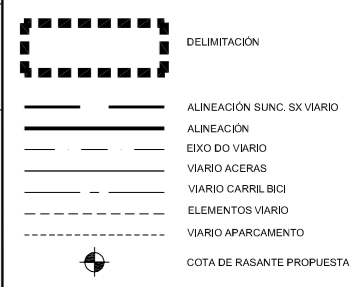 DELIMITACIÓN
ALINEACIÓN SUNC. SX VIARIO
ALINEACIÓN
EIXO DO VIARIO
VIARIO ACERAS
VIARIO CARRIL BICI
ELEMENTOS VIARIO
VIARIO APARCAMENTO
COTA DE RASANTE PROPUESTA